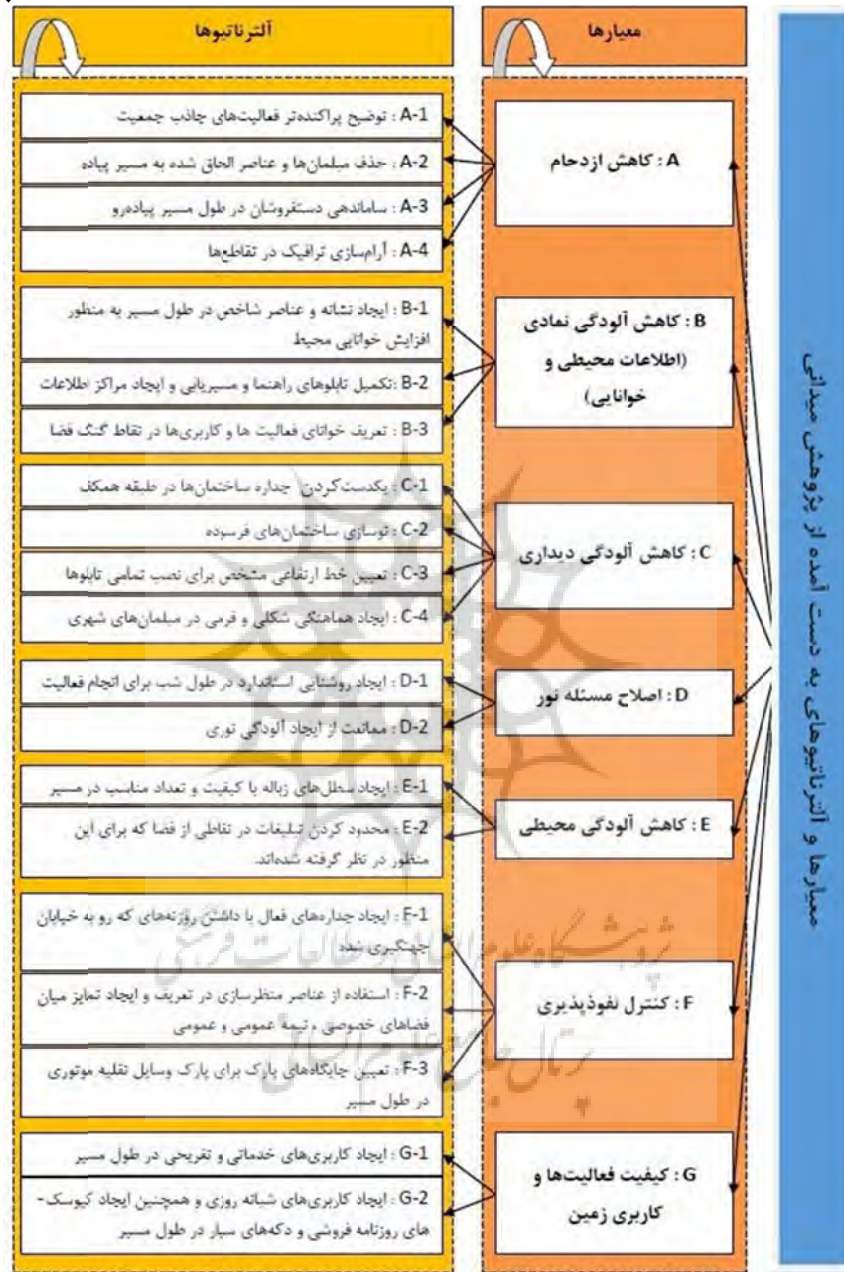 معیارها و آلترناتیوهای به دست آمده از پژوهش میدانی
معیارها
آلترناتیوها
A : کاهش ازدحام
A-1 : توضیح پراکنده‌تر فعالیت‌های جاذب جمعیت
A-2 : حذف مبلمان‌ها و عناصر الحاق شده به مسیر پیاده
A-3 : ساماندهی دستفروشان در طول مسیر پیاده‌رو
A-4 : آرام‌سازی ترافیک در تقاطع‌ها
B : کاهش آلودگی نمادی
(اطلاعات محیطی و
خوانایی)
B-1 : ایجاد نشانه و عناصر شاخص در طول مسیر به منظور
افزایش خوانایی محیط
B-2 :تکمیل تابلوهای راهنما و مسیریابی و ایجاد مراکز اطلاعات
B-3 : تعریف خوانای فعالیت ها و کاربری‌ها در نقاط گنگ فضا
C : کاهش آلودگی دیداری
C-1 : یکدست‌کردن جداره ساختمان‌ها در طبقه همکف
C-2 : نوسازی ساختمان‌های فرسوده
C-3 : تعیین خط ارتفاعی مشخص برای نصب تمامی تابلوها
C-4 : ایجاد هماهنگی شکلی و فرمی در مبلمان‌های شهری
D : اصلاح مسئله نور
D-1 : ایجاد روشنایی استاندارد در طول شب برای انجام فعالیت
D-2 : ممانعت از ایجاد آلودگی نوری
E : کاهش آلودگی محیطی
E-1 : ایجاد سطل‌های زباله با کیفیت و تعداد مناسب در مسیر
E-2 : محدود کردن تبلیغات در نقاطی از فضا که برای این
منظور در نظر گرفته شده‌اند.
F : کنترل نفوذپذیری
F-1 : ایجاد جداره‌های فعال با داشتن روزنه‌های که رو به خیابان
جهتگیری شده
F-2 : استفاده از عناصر منظرسازی در تعریف و ایجاد تمایز میان
فضاهای خصوصی ، نیمه عمومی و عمومی
F-3 : تعیین جایگاه‌های پارک برای پارک وسایل نقلیه موتوری
در طول مسیر
G : کیفیت فعالیت‌ها و
کاربری زمین
G-1 : ایجاد کاربری‌های خدماتی و تفریحی در طول مسیر
G-2 : ایجاد کاربری‌های شبانه روزی و همچنین ایجاد کیوسک-
های روزنامه فروشی و دکه‌های سیار در طول مسیر
پژوهشگاه علوم انسانی و مطالعات فرهنگی
پرتال جامع علوم انسانی